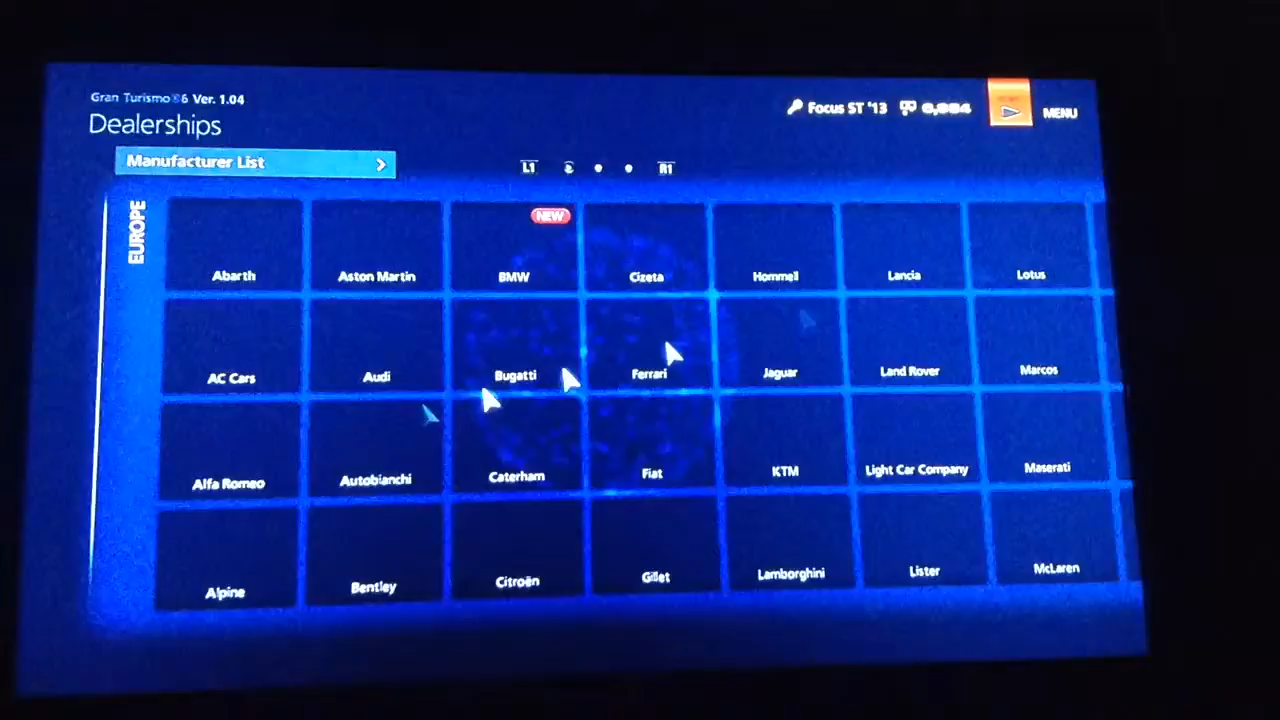 Gran Turismo®6 Ver. 1.04
Dealerships
Focus ST '13
MENU
Manufacturer List
L1
R1
EUROPE
NEW
Abarth Aston Martin BMW Cizeta Hommell Lancia Lotus
AC Cars Audi Bugatti Ferrari Jaguar Land Rover Marcos
Alfa Romeo Autobianchi Caterham Fiat KTM Light Car Company Maserati
Alpine Bentley Citroën Gillet Lamborghini Lister McLaren